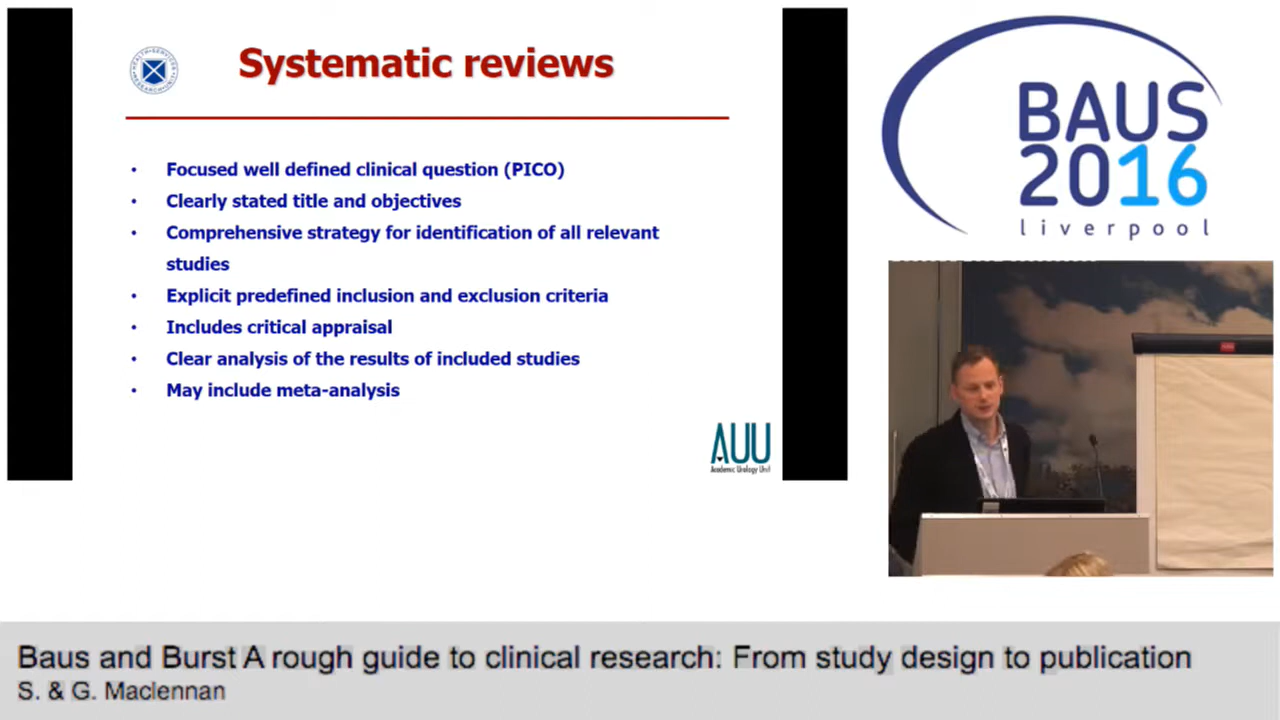 Systematic reviews
• Focused well defined clinical question (PICO)
• Clearly stated title and objectives
• Comprehensive strategy for identification of all relevant
studies
• Explicit predefined inclusion and exclusion criteria
• Includes critical appraisal
• Clear analysis of the results of included studies
• May include meta-analysis
AUU
Academic Urology Unit
BAUS
2016
liverpool
Baus and Burst A rough guide to clinical research: From study design to publication
S. & G. Maclennan